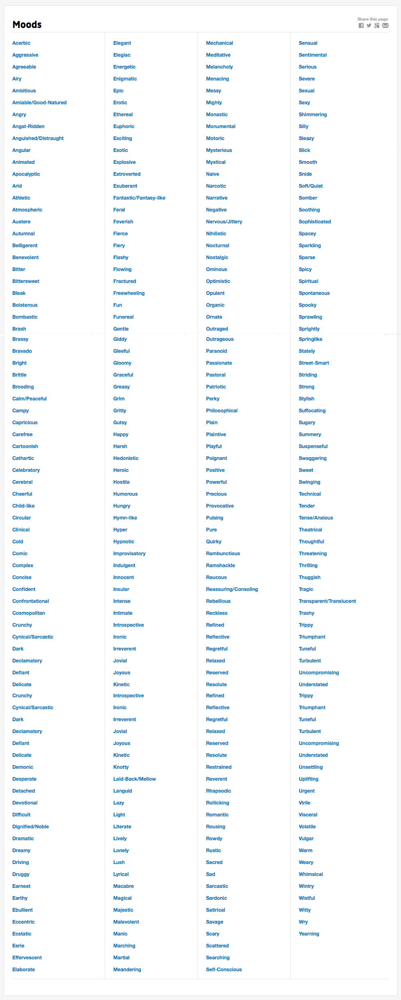 Share this page
Moods
Acerbic
Aggressive
Agreeable
Airy
Ambitious
Amiable/Good-Natured
Angry
Angst-Ridden
Anguished/Distraught
Angular
Animated
Apocalyptic
Arid
Athletic
Atmospheric
Austere
Autumnal
Belligerent
Benevolent
Bitter
Bittersweet
Bleak
Boisterous
Bombastic
Brash
Brassy
Bravado
Bright
Brittle
Brooding
Calm/Peaceful
Campy
Capricious
Carefree
Cartoonish
Cathartic
Celebratory
Cerebral
Cheerful
Child-like
Circular
Clinical
Cold
Comic
Complex
Concise
Confident
Confrontational
Cosmopolitan
Crunchy
Cynical/Sarcastic
Dark
Declamatory
Defiant
Delicate
Crunchy
Cynical/Sarcastic
Dark
Declamatory
Defiant
Delicate
Demonic
Desperate
Detached
Devotional
Difficult
Dignified/Noble
Dramatic
Dreamy
Driving
Druggy
Earnest
Earthy
Ebullient
Eccentric
Ecstatic
Eerie
Effervescent
Elaborate
Elegant
Elegiac
Energetic
Enigmatic
Epic
Erotic
Ethereal
Euphoric
Exciting
Exotic
Explosive
Extroverted
Exuberant
Fantastic/Fantasy-like
Feral
Feverish
Fierce
Fiery
Flashy
Flowing
Fractured
Freewheeling
Fun
Funereal
Gentle
Giddy
Gleeful
Gloomy
Graceful
Greasy
Grim
Gritty
Gutsy
Happy
Harsh
Hedonistic
Heroic
Hostile
Humorous
Hungry
Hymn-like
Hyper
Hypnotic
Improvisatory
Indulgent
Innocent
Insular
Intense
Intimate
Introspective
Ironic
Irreverent
Jovial
Joyous
Kinetic
Introspective
Ironic
Irreverent
Jovial
Joyous
Kinetic
Knotty
Laid-Back/Mellow
Languid
Lazy
Light
Literate
Lively
Lonely
Lush
Lyrical
Macabre
Magical
Majestic
Malevolent
Manic
Marching
Martial
Meandering
Mechanical
Meditative
Melancholy
Menacing
Messy
Mighty
Monastic
Monumental
Motoric
Mysterious
Mystical
Naive
Narcotic
Narrative
Negative
Nervous/Jittery
Nihilistic
Nocturnal
Nostalgic
Ominous
Optimistic
Opulent
Organic
Ornate
Outraged
Outrageous
Paranoid
Passionate
Pastoral
Patriotic
Perky
Philosophical
Plain
Plaintive
Playful
Poignant
Positive
Powerful
Precious
Provocative
Pulsing
Pure
Quirky
Rambunctious
Ramshackle
Raucous
Reassuring/Consoling
Rebellious
Reckless
Refined
Reflective
Regretful
Relaxed
Reserved
Resolute
Refined
Reflective
Regretful
Relaxed
Reserved
Resolute
Restrained
Reverent
Rhapsodic
Rollicking
Romantic
Rousing
Rowdy
Rustic
Sacred
Sad
Sarcastic
Sardonic
Satirical
Savage
Scary
Scattered
Searching
Self-Conscious
Sensual
Sentimental
Serious
Severe
Sexual
Sexy
Shimmering
Silly
Sleazy
Slick
Smooth
Snide
Soft/Quiet
Somber
Soothing
Sophisticated
Spacey
Sparkling
Sparse
Spicy
Spiritual
Spontaneous
Spooky
Sprawling
Sprightly
Springlike
Stately
Street-Smart
Striding
Strong
Stylish
Suffocating
Sugary
Summery
Suspenseful
Swaggering
Sweet
Swinging
Technical
Tender
Tense/Anxious
Theatrical
Thoughtful
Threatening
Thrilling
Thuggish
Tragic
Transparent/Translucent
Trashy
Trippy
Triumphant
Tuneful
Turbulent
Uncompromising
Understated
Trippy
Triumphant
Tuneful
Turbulent
Uncompromising
Understated
Unsettling
Uplifting
Urgent
Virile
Visceral
Volatile
Vulgar
Warm
Weary
Whimsical
Wintry
Wistful
Witty
Wry
Yearning